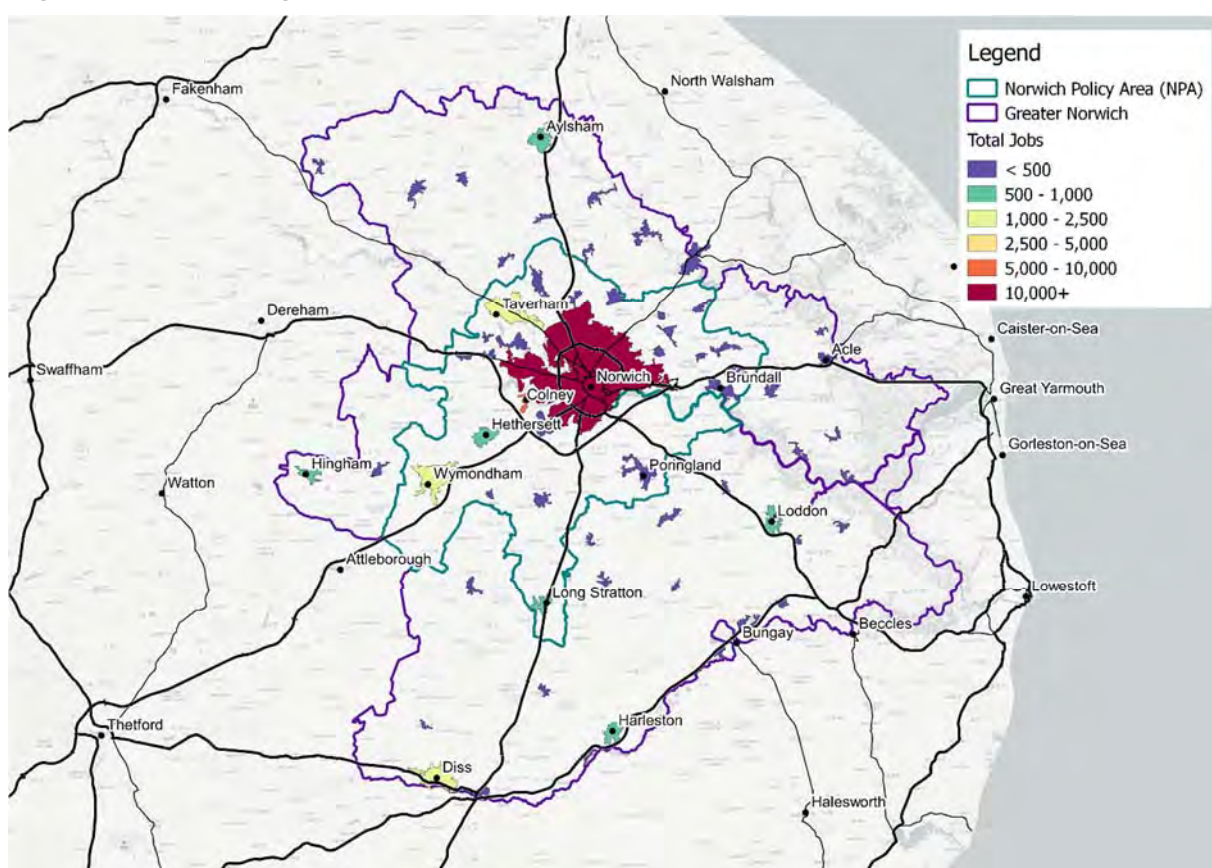 Legend
Norwich Policy Area (NPA)
Greater Norwich
Total Jobs
< 500
500 - 1,000
1,000 - 2,500
2,500 - 5,000
5,000 - 10,000
10,000+
North Walsham
Fakenham
Aylsham
Taverham
Dereham
Caister-on-Sea
Acle
Swaffham
Norwich
Brundall
Great Yarmouth
Colney
Hethersett
Gorleston-on-Sea
Hingham
Poringland
Wymondham
Watton
Loddon
Attleborough
Lowestoft
Long Stratton
Beccles
Bungay
Thetford
Harleston
Diss
Halesworth